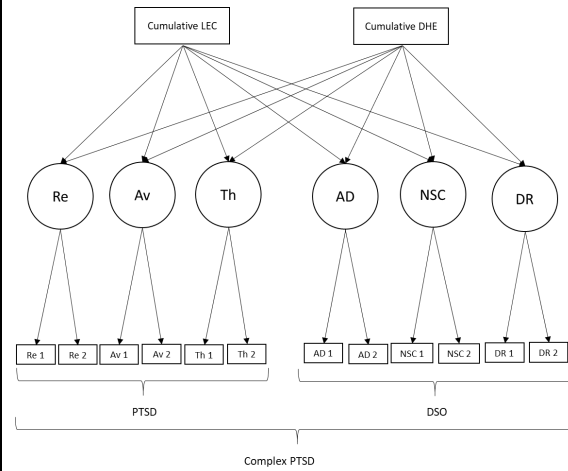 Cumulative LEC
Cumulative DHE
Re
Av
Th
AD
NSC
DR
Re 1
Re 2
Av 1
Av 2
Th 1
Th 2
AD 1
AD 2
NSC 1
NSC 2
DR 1
DR 2
PTSD
DSO
Complex PTSD